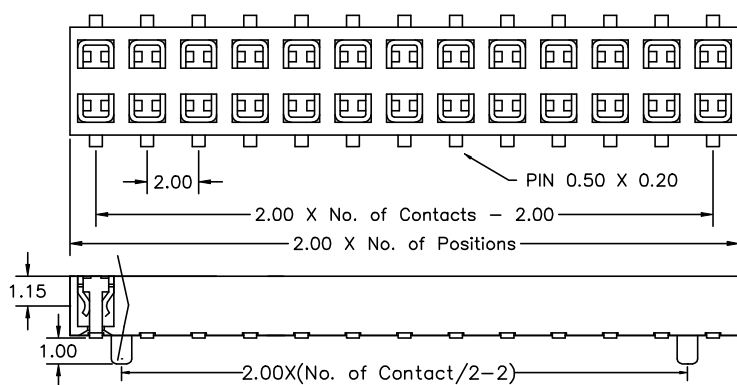 2.00
PIN 0.50 X 0.20
2.00 X No. of Contacts - 2.00
2.00 X No. of Positions
1.15
1.00
2.00X(No. of Contact/2-2)